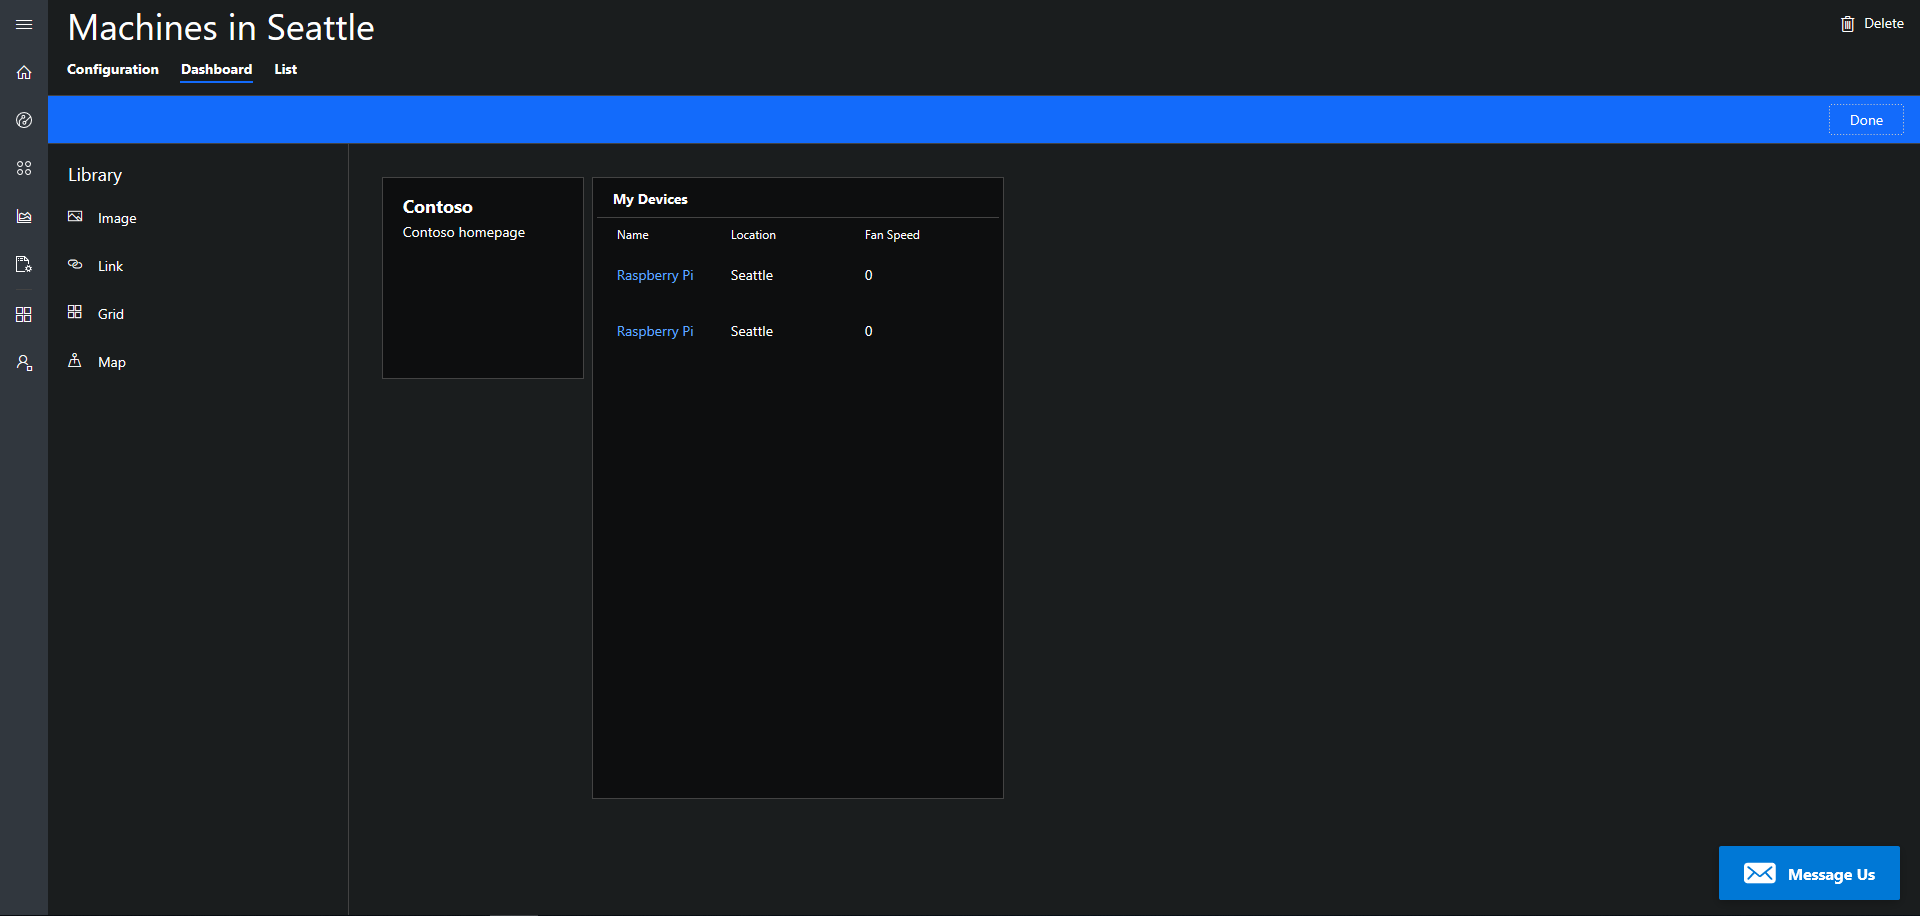 Machines in Seattle
Delete
Configuration Dashboard List
Done
Library
Image
Link
Grid
Map
Contoso
Contoso homepage
My Devices
Name Location Fan Speed
Raspberry Pi Seattle 0
Raspberry Pi Seattle 0
Message Us